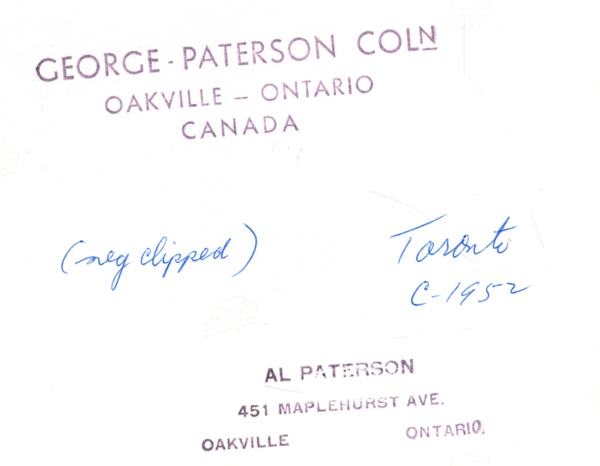 GEORGE - PATERSON COLN
OAKVILLE – ONTARIO
CANADA
(neg clipped)
Toronto
C-1952
AL PATERSON
451 MAPLEHURST AVE.
OAKVILLE ONTARIO.